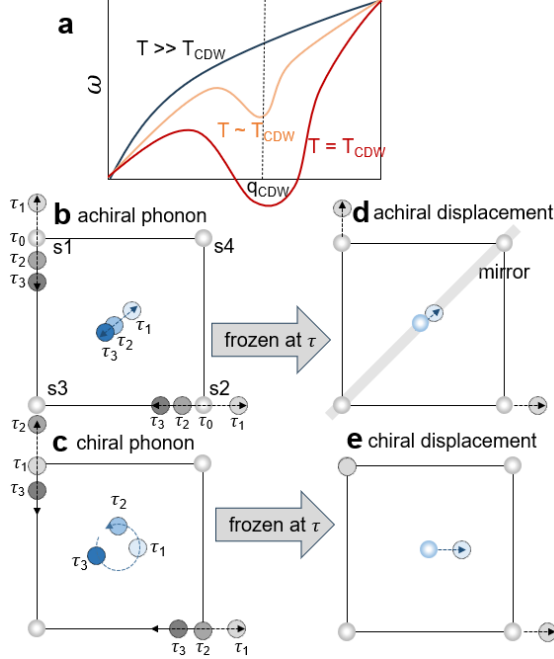 a
T >> T_CDW
T ~ T_CDW
T = T_CDW
ω
q_CDW
b achiral phonon
τ₁
τ₀
s1
s4
τ₂
τ₃
τ₁
τ₂
τ₃
s3
s2
τ₃ τ₂ τ₀ τ₁
frozen at τ
d achiral displacement
mirror
c chiral phonon
τ₂
τ₁
τ₃
τ₂
τ₁
τ₃
τ₃ τ₂ τ₁
frozen at τ
e chiral displacement